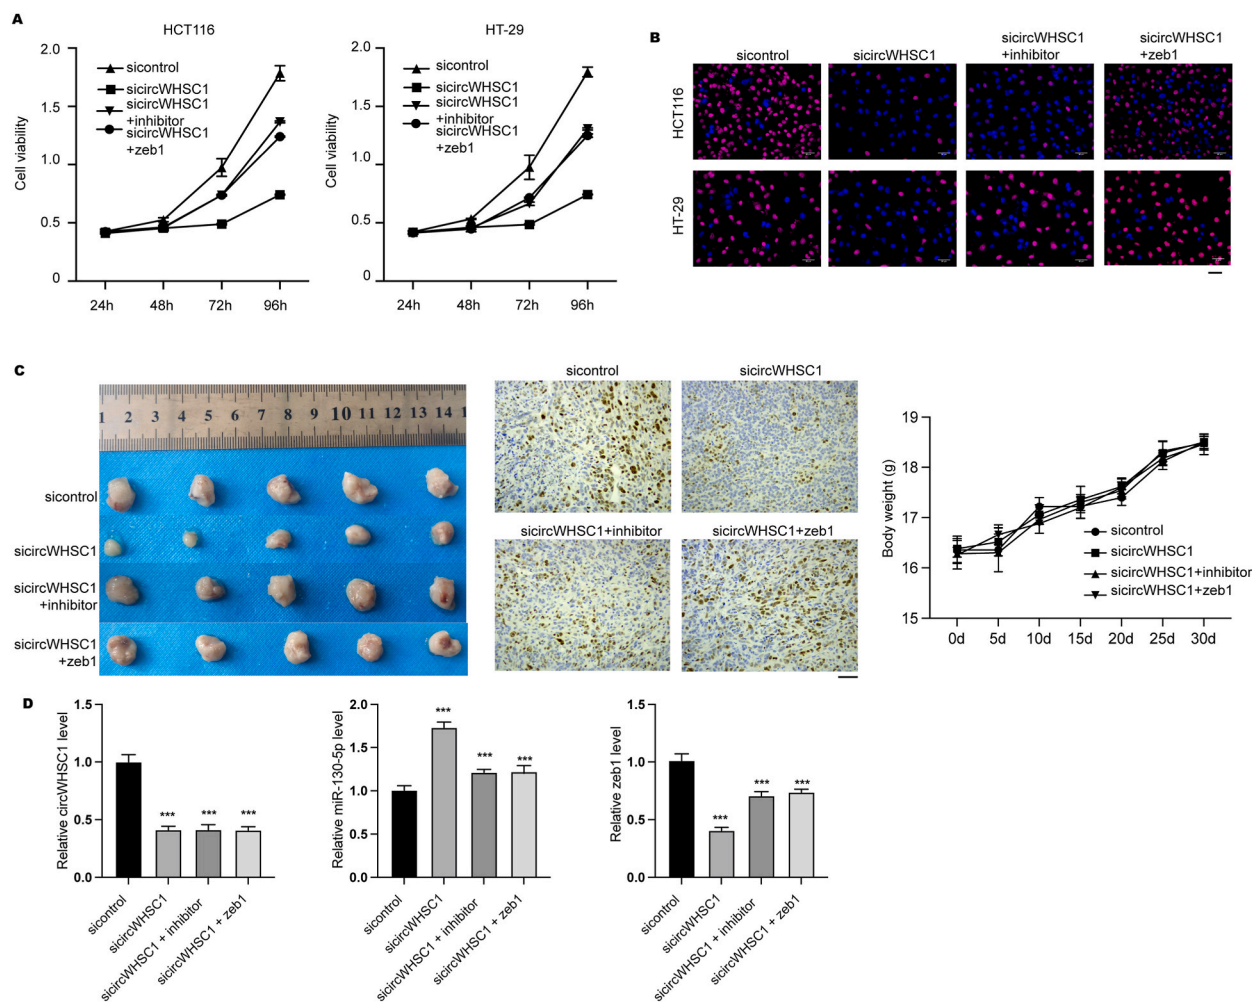 A
HCT116
2.0
1.5
1.0
0.5
0
Cell viability
sicontrol
sicircWHSC1
sicircWHSC1
+inhibitor
sicircWHSC1
+zeb1
24h 48h 72h 96h
HT-29
2.0
1.5
1.0
0.5
0
Cell viability
sicontrol
sicircWHSC1
sicircWHSC1
+inhibitor
sicircWHSC1
+zeb1
24h 48h 72h 96h
B
sicontrol
sicircWHSC1
sicircWHSC1
+inhibitor
sicircWHSC1
+zeb1
HCT116
HT-29
C
1 2 3 4 5 6 7 8 9 10 11 12 13 14
sicontrol
sicircWHSC1
sicircWHSC1
+inhibitor
sicircWHSC1
+zeb1
sicontrol
sicircWHSC1
sicircWHSC1+inhibitor
sicircWHSC1+zeb1
19
18
17
16
15
Body weight (g)
sicontrol
sicircWHSC1
sicircWHSC1+inhibitor
sicircWHSC1+zeb1
0d 5d 10d 15d 20d 25d 30d
D
1.5
1.0
0.5
0.0
Relative circWHSC1 level
*** *** ***
sicontrol
sicircWHSC1
sicircWHSC1 + inhibitor
sicircWHSC1 + zeb1
2.0
1.5
1.0
0.5
0.0
Relative miR-130-5p level
*** *** ***
sicontrol
sicircWHSC1
sicircWHSC1 + inhibitor
sicircWHSC1 + zeb1
1.5
1.0
0.5
0.0
Relative zeb1 level
*** *** ***
sicontrol
sicircWHSC1
sicircWHSC1 + inhibitor
sicircWHSC1 + zeb1